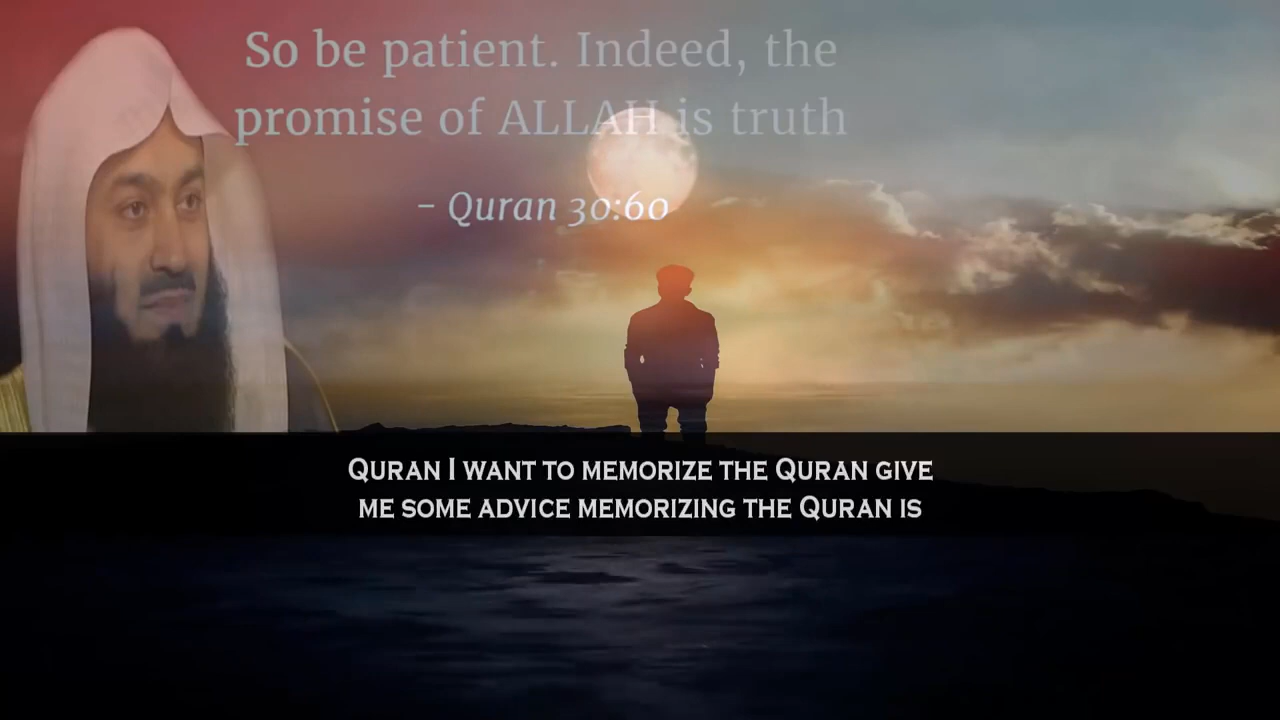 So be patient. Indeed, the
promise of ALLAH is truth
- Quran 30:60
QURAN I WANT TO MEMORIZE THE QURAN GIVE
ME SOME ADVICE MEMORIZING THE QURAN IS